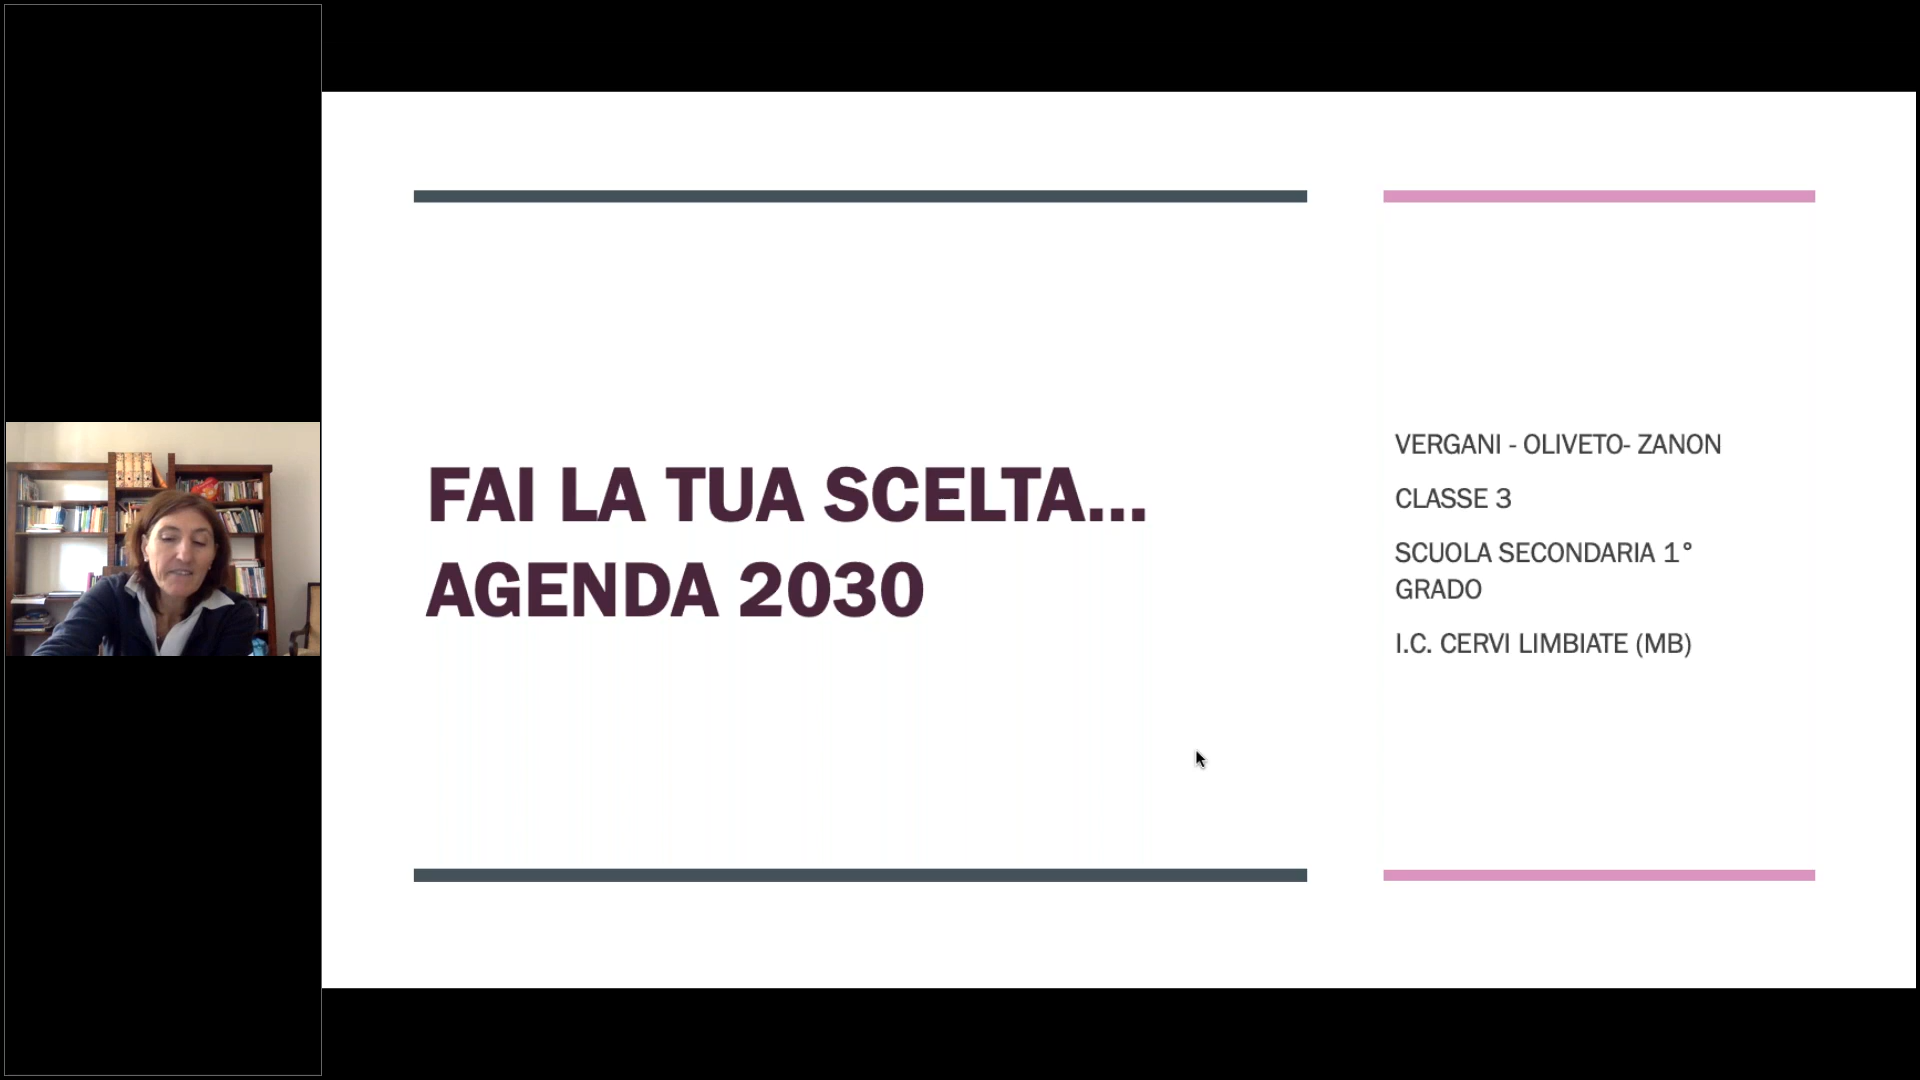 FAI LA TUA SCELTA...
AGENDA 2030
VERGANI - OLIVETO- ZANON
CLASSE 3
SCUOLA SECONDARIA 1°
GRADO
I.C. CERVI LIMBIATE (MB)